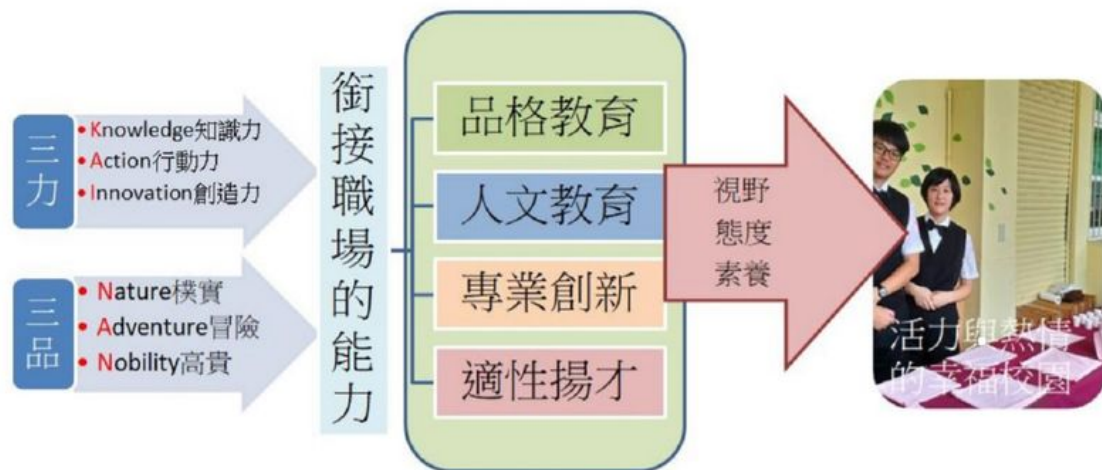 三力
Knowledge知識力
Action行動力
Innovation創造力
三品
Nature樸實
Adventure冒險
Nobility高貴
銜接職場的能力
品格教育
人文教育
專業創新
適性揚才
視野
態度
素養
活力與熱情
的幸福校園